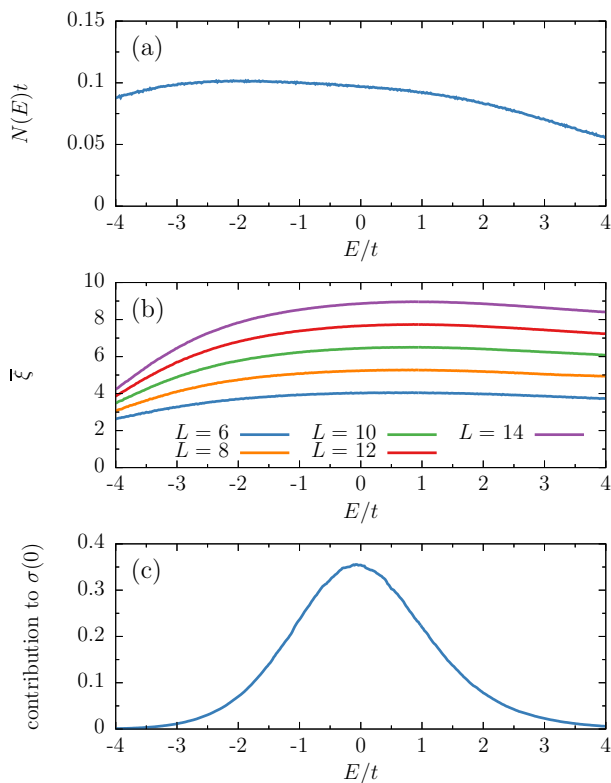 (a)
N(E)t
0.15
0.1
0.05
0
-4 -3 -2 -1 0 1 2 3 4
E/t
(b)
ξ̅
10
8
6
4
2
0
L = 6 L = 10 L = 14
L = 8 L = 12
-4 -3 -2 -1 0 1 2 3 4
E/t
(c)
contribution to σ(0)
0.4
0.3
0.2
0.1
0
-4 -3 -2 -1 0 1 2 3 4
E/t